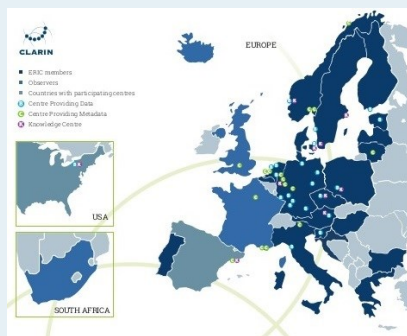 CLARIN
EUROPE
ERIC members
Observers
Countries with participating centres
Centre Providing Data
Centre Providing Metadata
Knowledge Centre
USA
SOUTH AFRICA